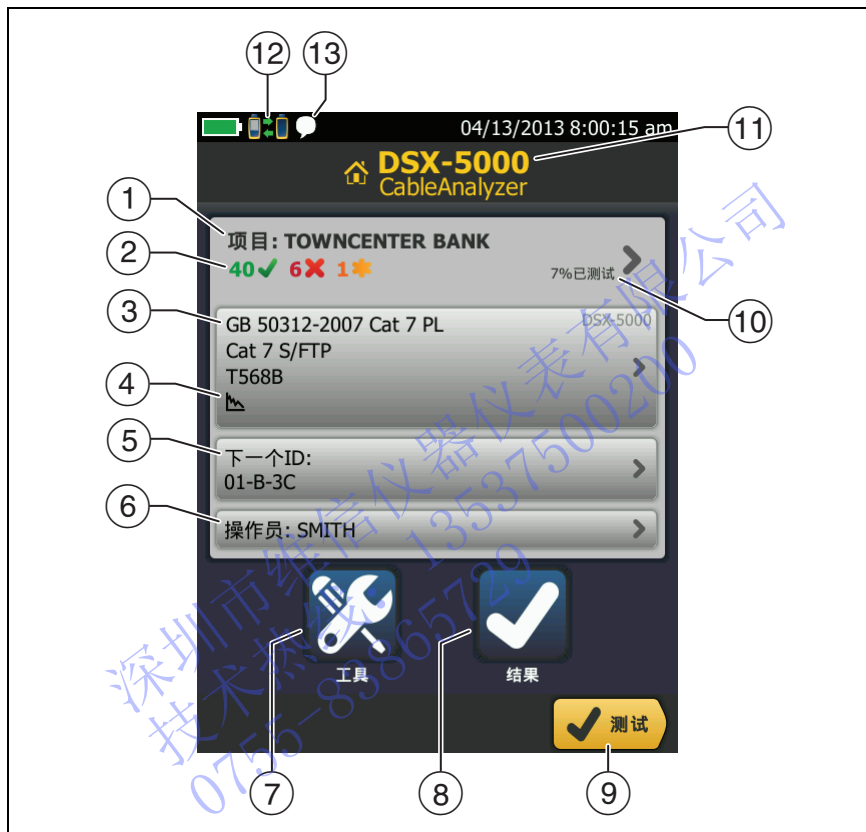 12 13
04/13/2013 8:00:15 am
11
DSX-5000
CableAnalyzer
1
项目: TOWNCENTER BANK
2
40 6 1
7%已测试
10
3
GB 50312-2007 Cat 7 PL
DSX-5000
Cat 7 S/FTP
T568B
4
5
下一个ID:
01-B-3C
6
操作员: SMITH
工具
结果
测试
7 8 9
深圳市维信仪器仪表有限公司
技术热线: 13537500200
0755-83865729